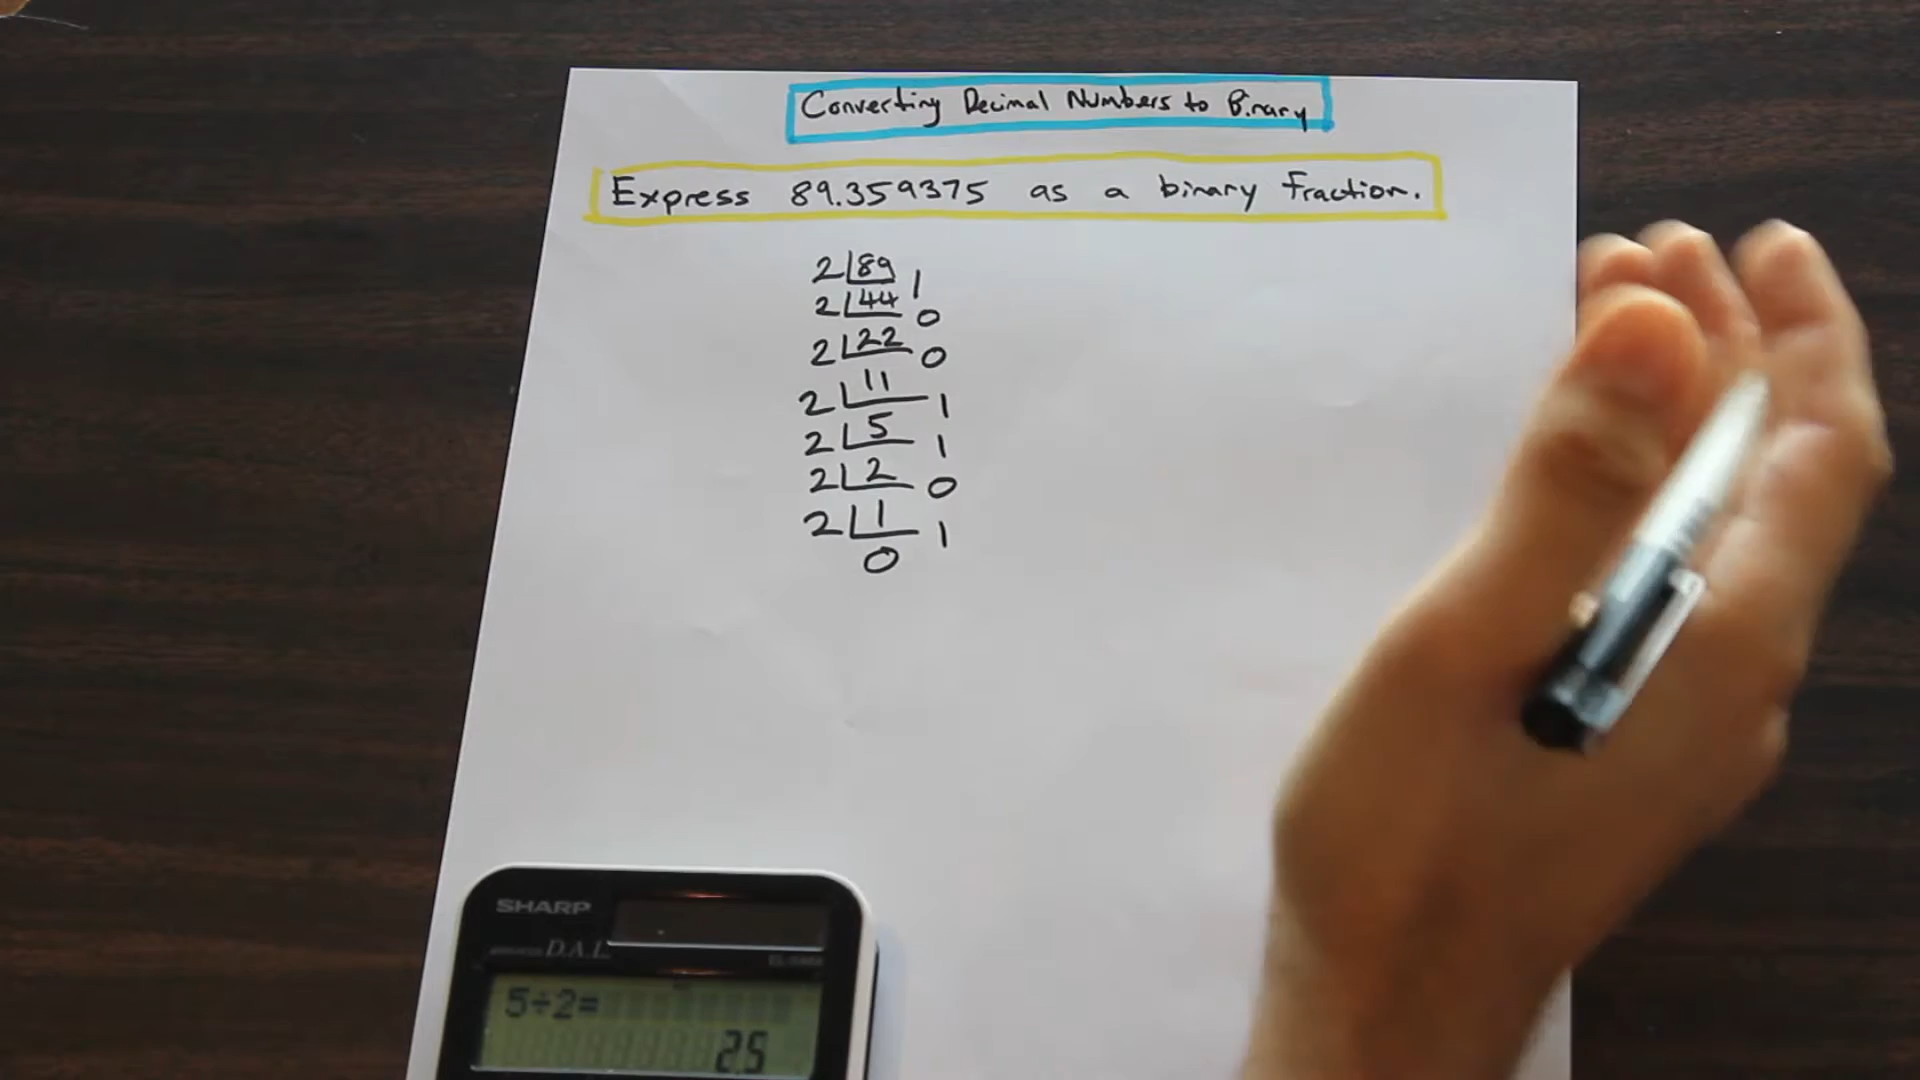 Converting Decimal Numbers to Binary
Express 89.359375 as a binary fraction.
2 89 1
2 44 0
2 22 0
2 11 1
2 5 1
2 2 0
2 1 1
0
SHARP
D.A.L.
5÷2=
2.5